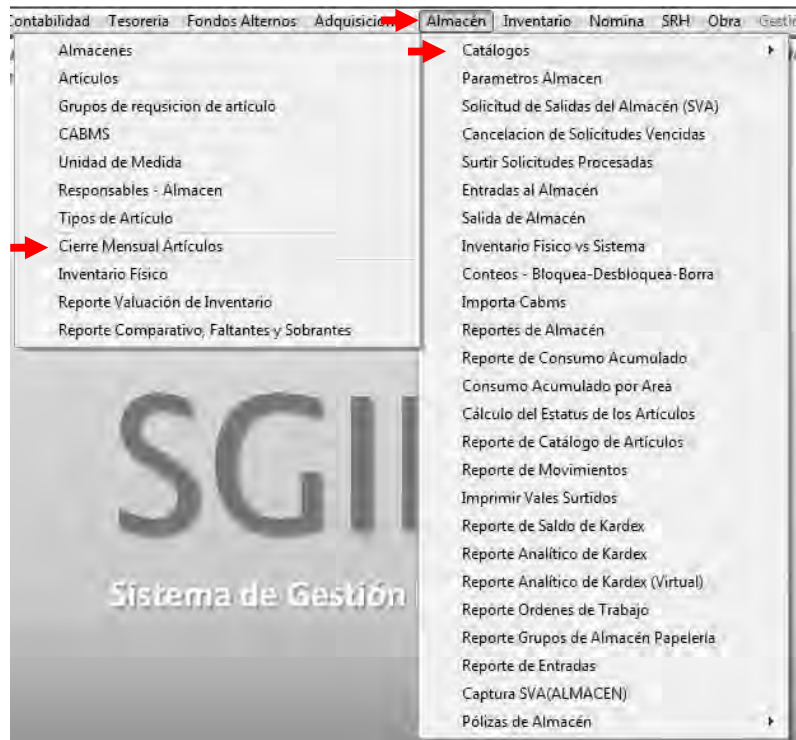 Contabilidad Tesoreria Fondos Alternos Adquisicion Almacén Inventario Nomina SRH Obra Gesti
Almacenes
Artículos
Grupos de requsicion de artículo
CABMS
Unidad de Medida
Responsables - Almacen
Tipos de Artículo
Cierre Mensual Artículos
Inventario Físico
Reporte Valuación de Inventario
Reporte Comparativo, Faltantes y Sobrantes
Catálogos
Parametros Almacen
Solicitud de Salidas del Almacén (SVA)
Cancelacion de Solicitudes Vencidas
Surtir Solicitudes Procesadas
Entradas al Almacén
Salida de Almacén
Inventario Físico vs Sistema
Conteos - Bloquea-Desbloquea-Borra
Importa Cabms
Reportes de Almacén
Reporte de Consumo Acumulado
Consumo Acumulado por Area
Cálculo del Estatus de los Artículos
Reporte de Catálogo de Artículos
Reporte de Movimientos
Imprimir Vales Surtidos
Reporte de Saldo de Kardex
Reporte Analítico de Kardex
Reporte Analítico de Kardex (Virtual)
Reporte Ordenes de Trabajo
Reporte Grupos de Almacén Papelería
Reporte de Entradas
Captura SVA(ALMACEN)
Pólizas de Almacén
SGI
Sistema de Gestión